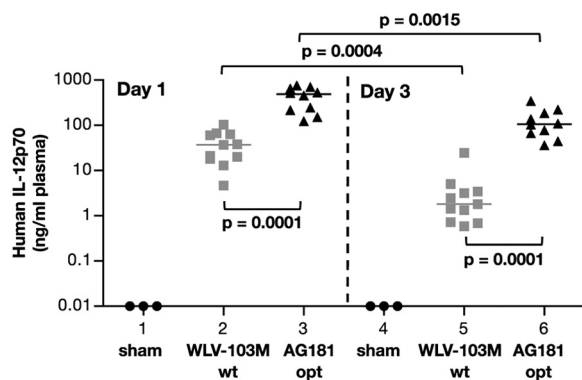 p = 0.0015
p = 0.0004
Human IL-12p70
(ng/ml plasma)
1000
100
10
1
0.1
0.01
Day 1
Day 3
p = 0.0001
p = 0.0001
1 2 3 4 5 6
sham WLV-103M AG181 sham WLV-103M AG181
wt opt wt opt